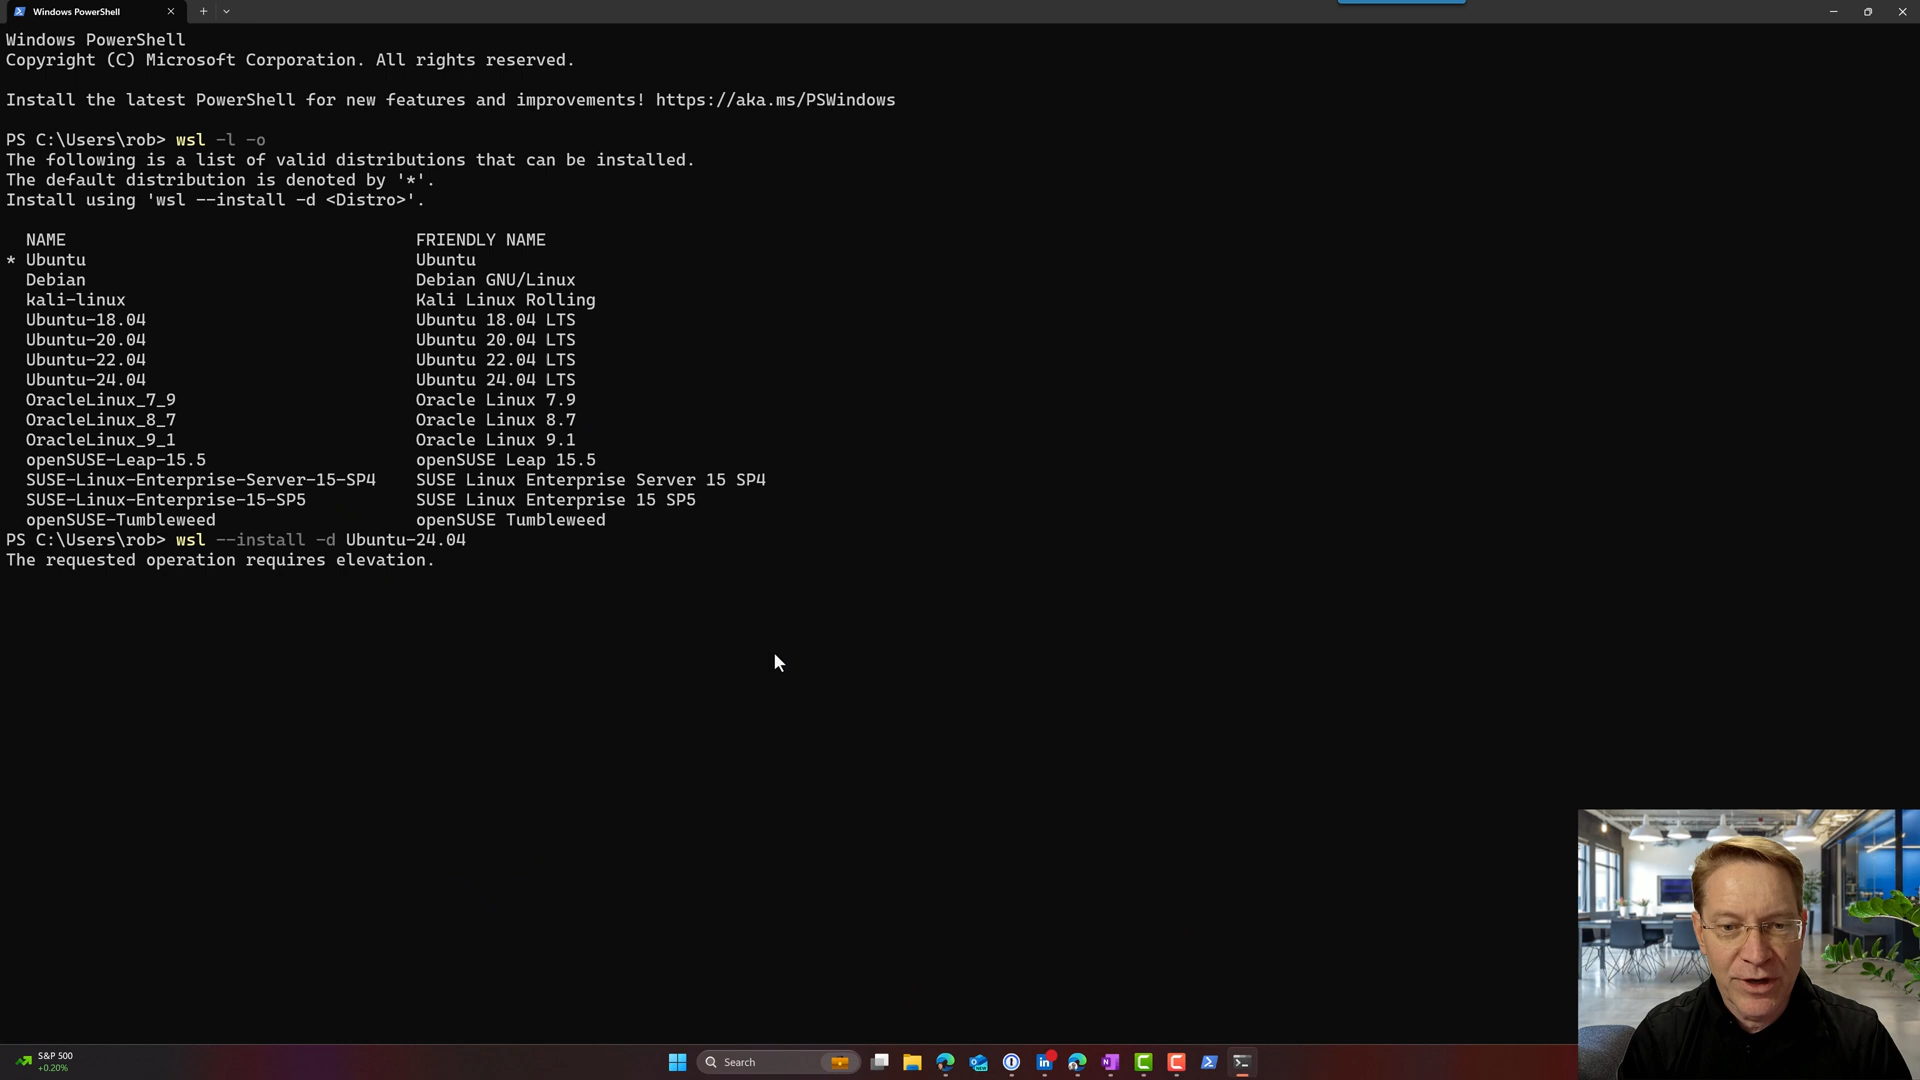 Windows PowerShell
Windows PowerShell
Copyright (C) Microsoft Corporation. All rights reserved.
Install the latest PowerShell for new features and improvements! https://aka.ms/PSWindows
PS C:\Users\rob> wsl -l -o
The following is a list of valid distributions that can be installed.
The default distribution is denoted by '*'.
Install using 'wsl --install -d <Distro>'.
NAME FRIENDLY NAME
* Ubuntu Ubuntu
Debian Debian GNU/Linux
kali-linux Kali Linux Rolling
Ubuntu-18.04 Ubuntu 18.04 LTS
Ubuntu-20.04 Ubuntu 20.04 LTS
Ubuntu-22.04 Ubuntu 22.04 LTS
Ubuntu-24.04 Ubuntu 24.04 LTS
OracleLinux_7_9 Oracle Linux 7.9
OracleLinux_8_7 Oracle Linux 8.7
OracleLinux_9_1 Oracle Linux 9.1
openSUSE-Leap-15.5 openSUSE Leap 15.5
SUSE-Linux-Enterprise-Server-15-SP4 SUSE Linux Enterprise Server 15 SP4
SUSE-Linux-Enterprise-15-SP5 SUSE Linux Enterprise 15 SP5
openSUSE-Tumbleweed openSUSE Tumbleweed
PS C:\Users\rob> wsl --install -d Ubuntu-24.04
The requested operation requires elevation.
S&P 500
+0.20%
Search